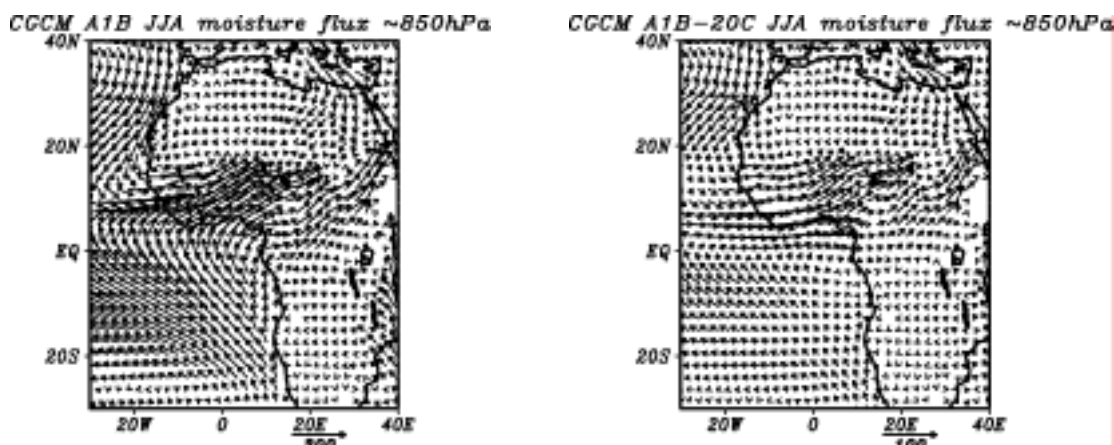 CGCM A1B JJA moisture flux ~850hPa
40N
20N
EQ
20S
20W 0 20E 40E
CGCM A1B-20C JJA moisture flux ~850hPa
40N
20N
EQ
20S
20W 0 20E 40E